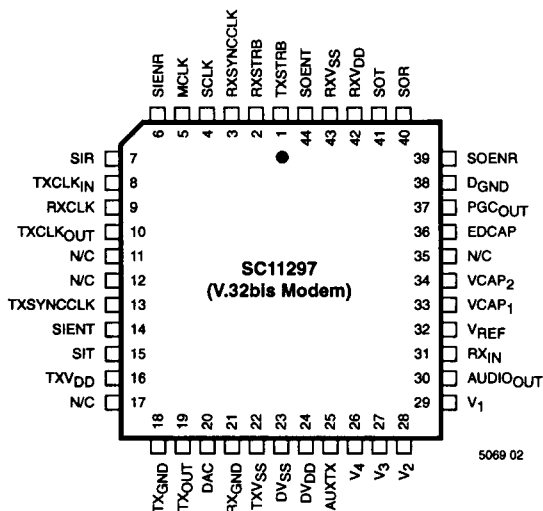 SIENR
MCLK
SCLK
RXSYNCCLK
RXSTRB
TXSTRB
SOENT
RXVSS
RXVDD
SOT
SOR
6 5 4 3 2 1 44 43 42 41 40
SIR 7
TXCLKIN 8
RXCLK 9
TXCLKOUT 10
N/C 11
N/C 12
TXSYNCCLK 13
SIENT 14
SIT 15
TXVDD 16
N/C 17
SC11297
(V.32bis Modem)
39 SOENR
38 DGND
37 PGCOUT
36 EDCAP
35 N/C
34 VCAP2
33 VCAP1
32 VREF
31 RXIN
30 AUDIOOUT
29 V1
18 19 20 21 22 23 24 25 26 27 28
TXGND
TXOUT
DAC
RXGND
TXVSS
DVSS
DVDD
AUXTX
V4
V3
V2
5069 02